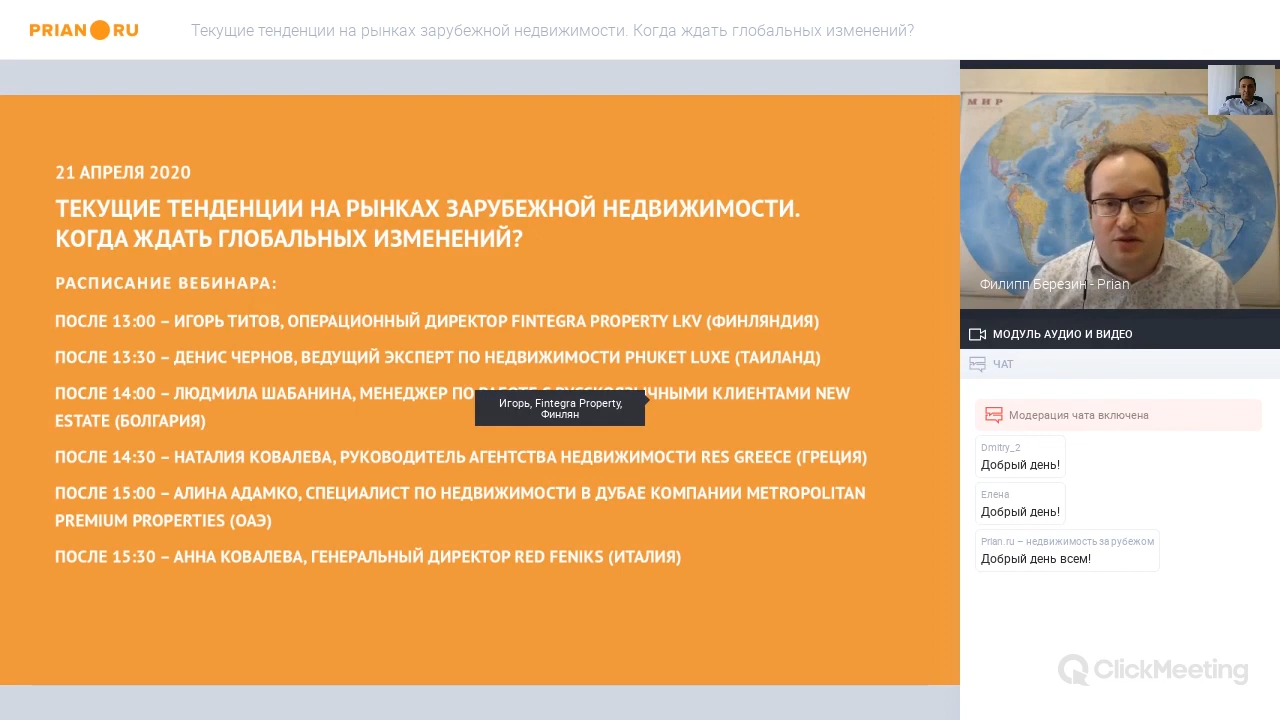 PRIAN RU
Текущие тенденции на рынках зарубежной недвижимости. Когда ждать глобальных изменений?
21 АПРЕЛЯ 2020
ТЕКУЩИЕ ТЕНДЕНЦИИ НА РЫНКАХ ЗАРУБЕЖНОЙ НЕДВИЖИМОСТИ.
КОГДА ЖДАТЬ ГЛОБАЛЬНЫХ ИЗМЕНЕНИЙ?
РАСПИСАНИЕ ВЕБИНАРА:
ПОСЛЕ 13:00 – ИГОРЬ ТИТОВ, ОПЕРАЦИОННЫЙ ДИРЕКТОР FINTEGRA PROPERTY LKV (ФИНЛЯНДИЯ)
ПОСЛЕ 13:30 – ДЕНИС ЧЕРНОВ, ВЕДУЩИЙ ЭКСПЕРТ ПО НЕДВИЖИМОСТИ PHUKET LUXE (ТАИЛАНД)
ПОСЛЕ 14:00 – ЛЮДМИЛА ШАБАНИНА, МЕНЕДЖЕР ПО РАБОТЕ С РУССКОЯЗЫЧНЫМИ КЛИЕНТАМИ NEW
ESTATE (БОЛГАРИЯ)
Игорь, Fintegra Property,
Финлян
ПОСЛЕ 14:30 – НАТАЛИЯ КОВАЛЕВА, РУКОВОДИТЕЛЬ АГЕНТСТВА НЕДВИЖИМОСТИ RES GREECE (ГРЕЦИЯ)
ПОСЛЕ 15:00 – АЛИНА АДАМКО, СПЕЦИАЛИСТ ПО НЕДВИЖИМОСТИ В ДУБАЕ КОМПАНИИ METROPOLITAN
PREMIUM PROPERTIES (ОАЭ)
ПОСЛЕ 15:30 – АННА КОВАЛЕВА, ГЕНЕРАЛЬНЫЙ ДИРЕКТОР RED FENIKS (ИТАЛИЯ)
МИР
Филипп Березин - Prian
МОДУЛЬ АУДИО И ВИДЕО
ЧАТ
Модерация чата включена
Dmitry_2
Добрый день!
Елена
Добрый день!
Prian.ru – недвижимость за рубежом
Добрый день всем!
ClickMeeting